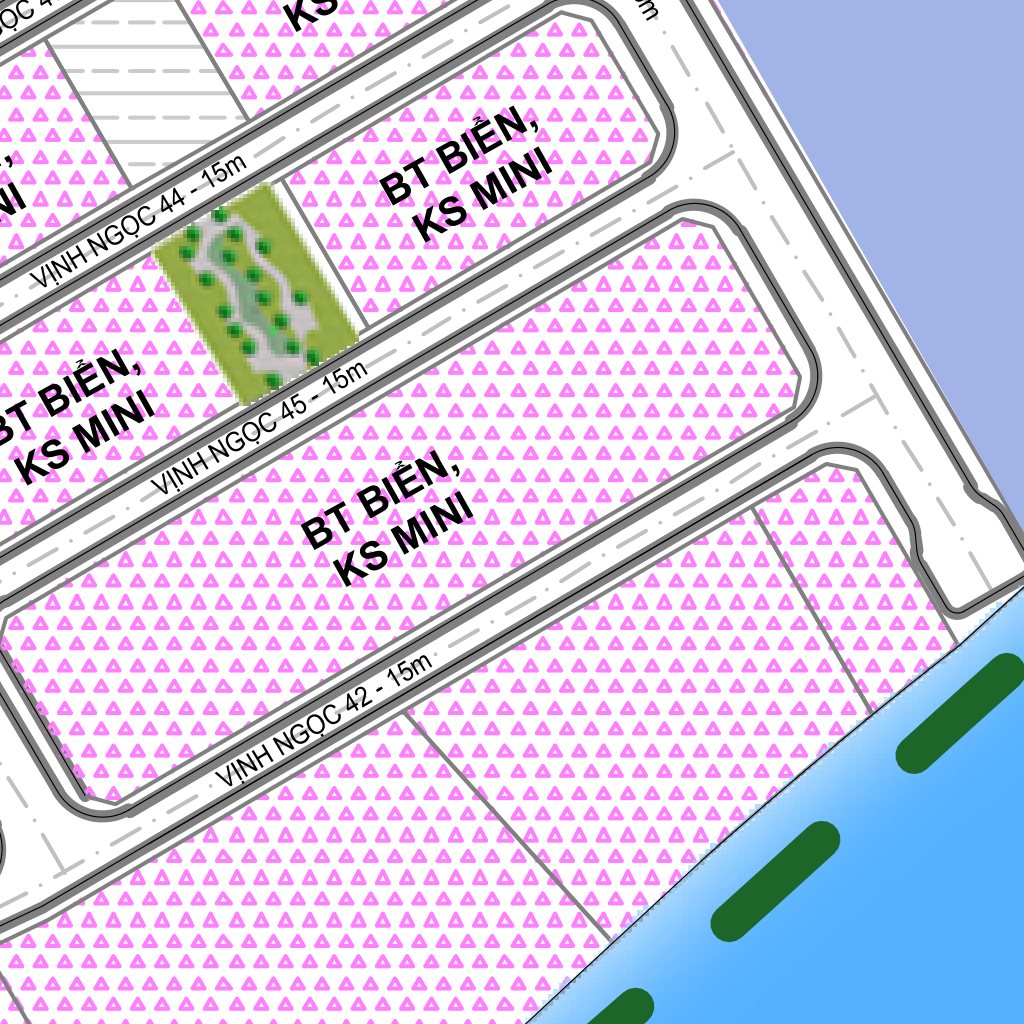 KS
VỊNH NGỌC 44 - 15m
BT BIỂN,
KS MINI
BT BIỂN,
KS MINI
VỊNH NGỌC 45 - 15m
BT BIỂN,
KS MINI
VỊNH NGỌC 42 - 15m